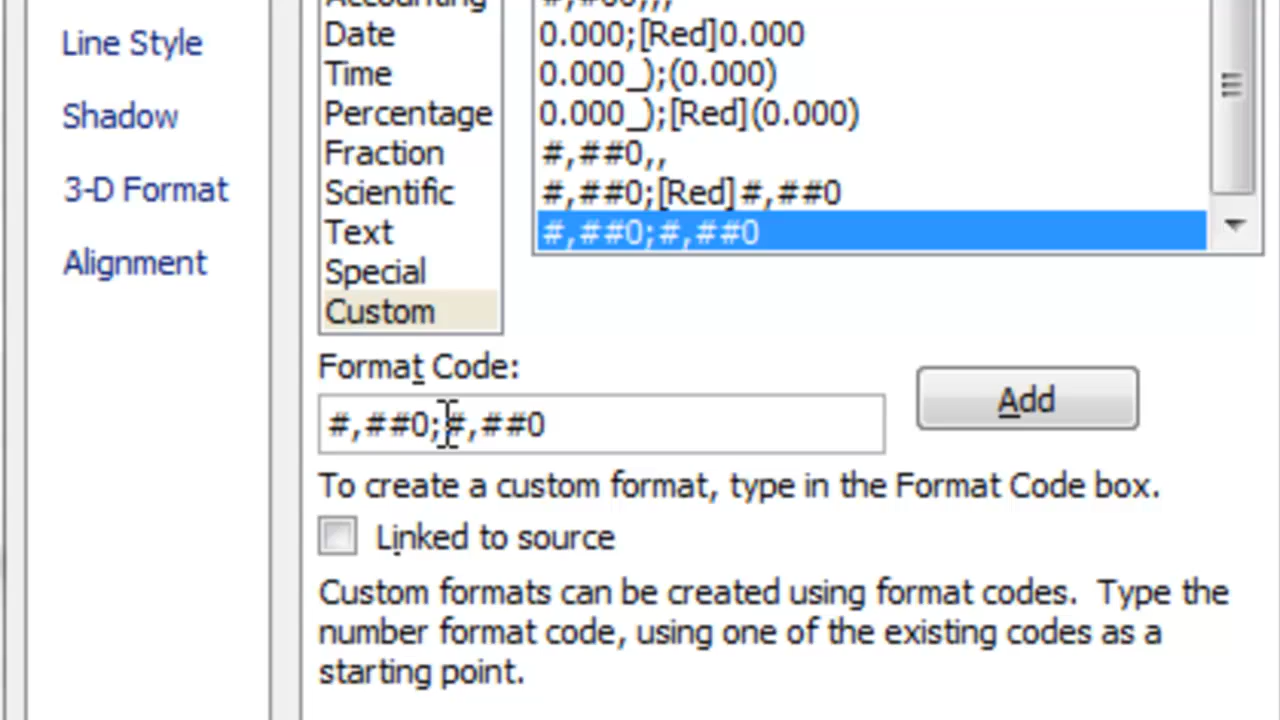 Line Style
Shadow
3-D Format
Alignment
Accounting
Date
Time
Percentage
Fraction
Scientific
Text
Special
Custom
0.000;[Red]0.000
0.000_);(0.000)
0.000_);[Red](0.000)
#,##0,,
#,##0;[Red]#,##0
#,##0;#,##0
Format Code:
#,##0;#,##0
Add
To create a custom format, type in the Format Code box.
Linked to source
Custom formats can be created using format codes.  Type the
number format code, using one of the existing codes as a
starting point.